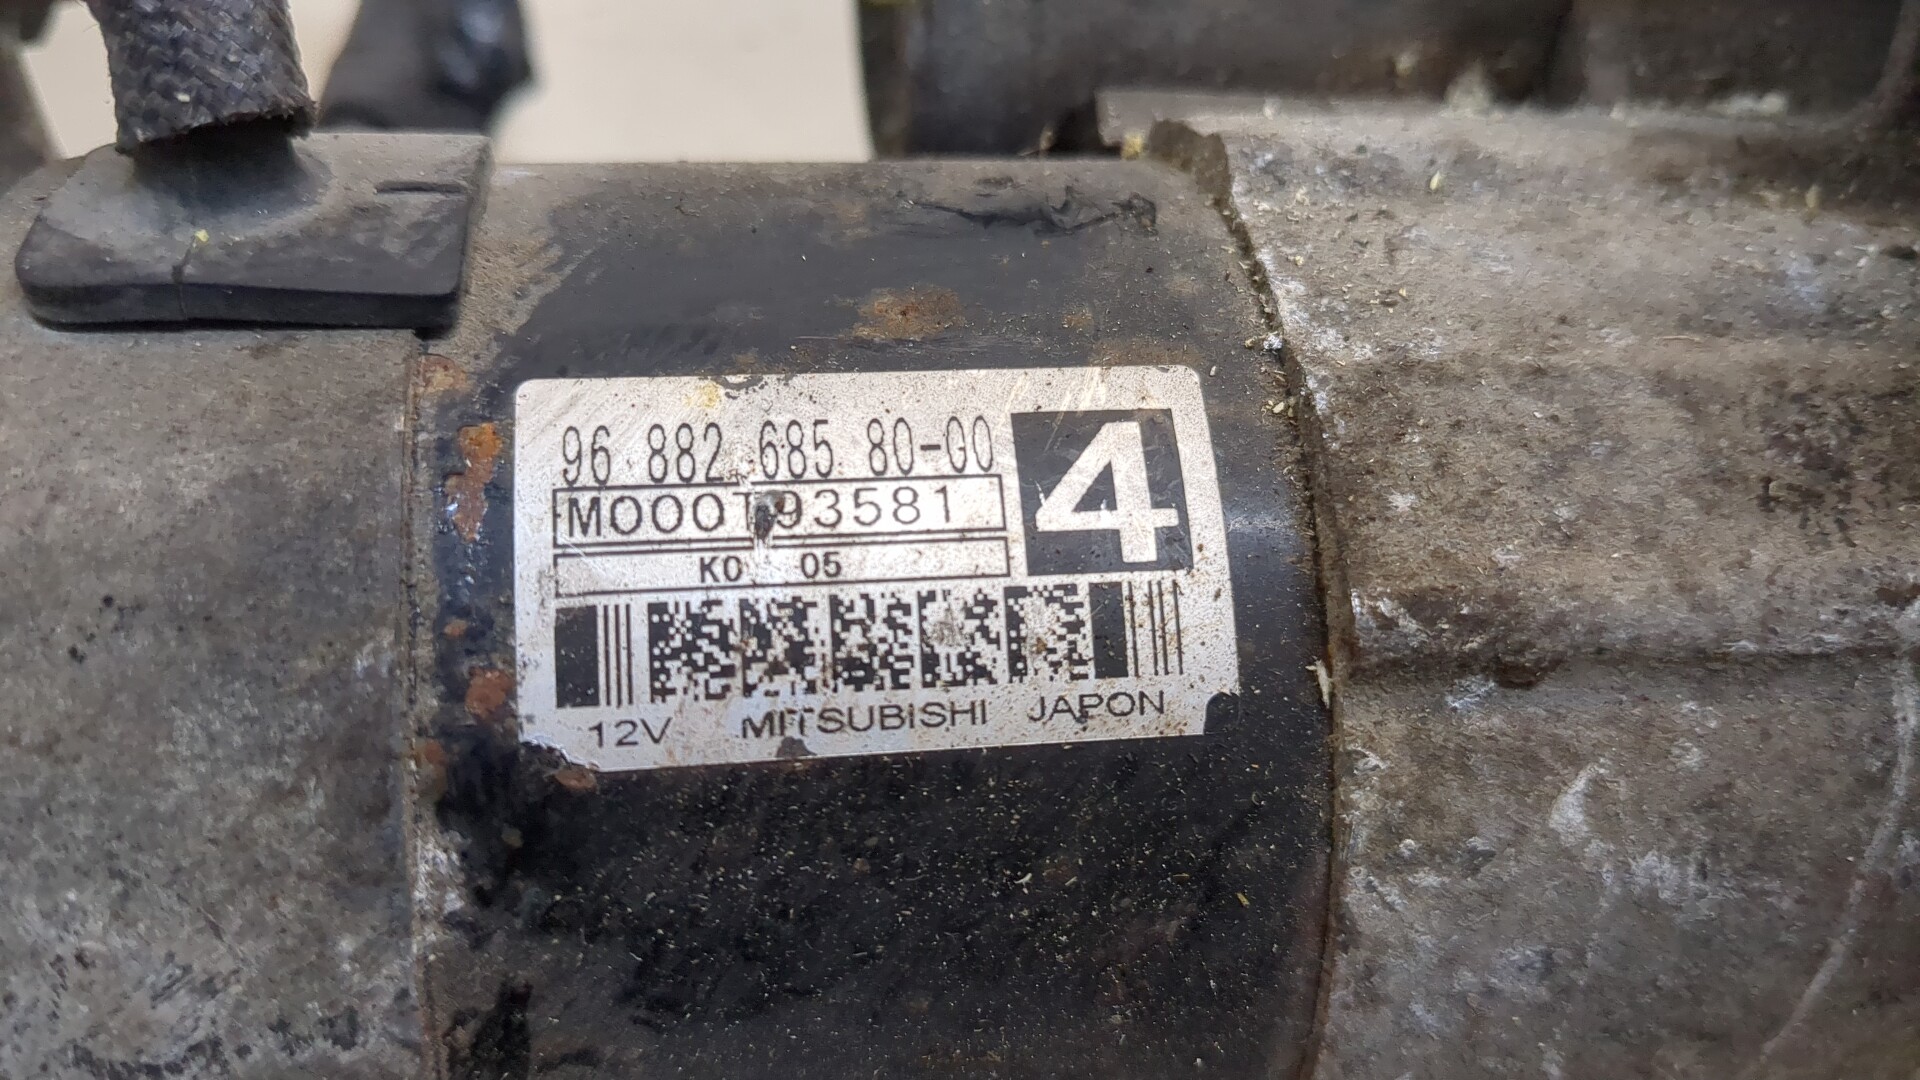 96 882 685 80-00
4
M000T93581
K0 05
12V MITSUBISHI JAPON